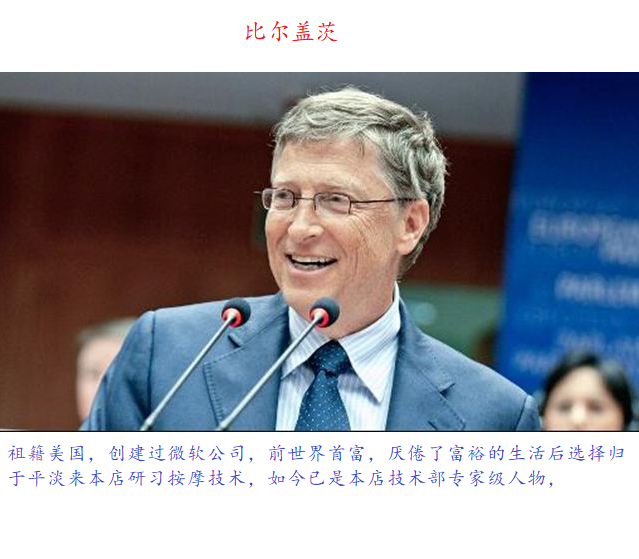 比尔盖茨
祖籍美国，创建过微软公司，前世界首富，厌倦了富裕的生活后选择归
于平淡来本店研习按摩技术，如今已是本店技术部专家级人物，